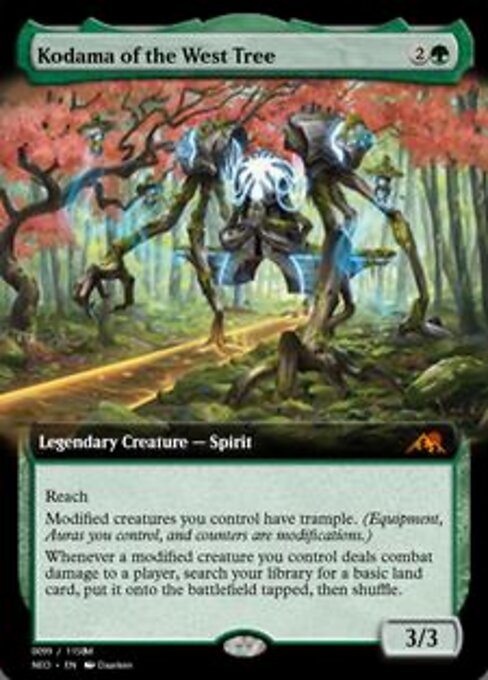 Kodama of the West Tree 2
Legendary Creature — Spirit
Reach
Modified creatures you control have trample. (Equipment,
Auras you control, and counters are modifications.)
Whenever a modified creature you control deals combat
damage to a player, search your library for a basic land
card, put it onto the battlefield tapped, then shuffle.
3/3
NEO • EN